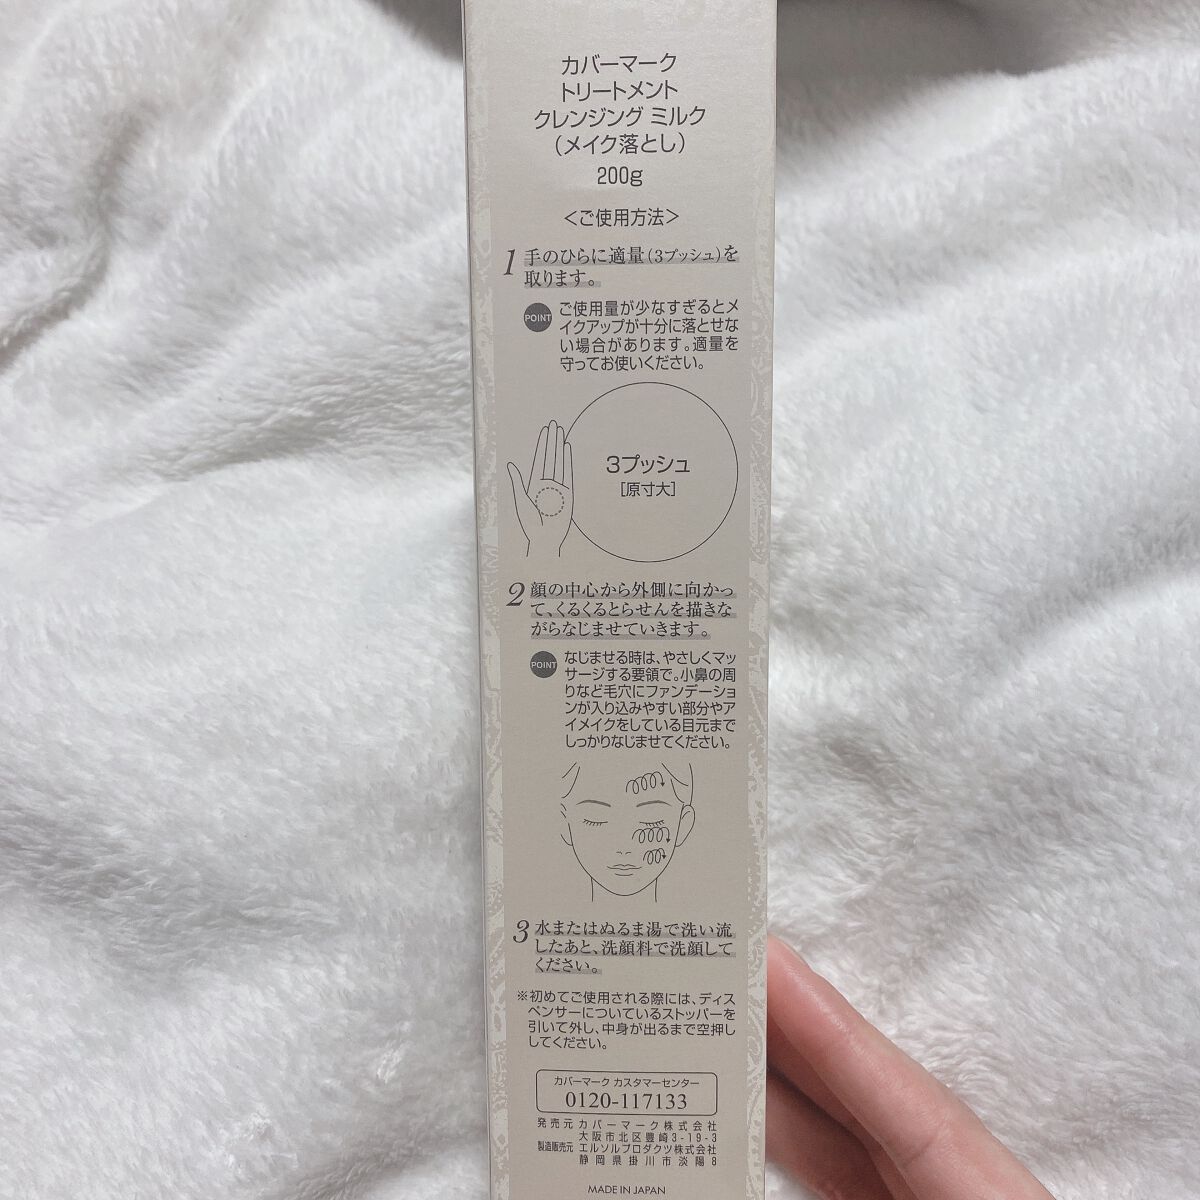 カバーマーク
トリートメント
クレンジング ミルク
（メイク落とし）
200g
＜ご使用方法＞
1 手のひらに適量（3プッシュ）を
取ります。
POINT ご使用量が少なすぎるとメ
イクアップが十分に落とせな
い場合があります。適量を
守ってお使いください。
3プッシュ
［原寸大］
2 顔の中心から外側に向かっ
て、くるくるとらせんを描きな
がらなじませていきます。
POINT なじませる時は、やさしくマッ
サージする要領で。小鼻の周
りなど毛穴にファンデーショ
ンが入り込みやすい部分やア
イメイクをしている目元まで
しっかりなじませてください。
3 水またはぬるま湯で洗い流
したあと、洗顔料で洗顔して
ください。
※初めてご使用される際には、ディス
ペンサーについているストッパーを
引いて外し、中身が出るまで空押し
してください。
カバーマーク カスタマーセンター
0120-117133
発売元 カバーマーク株式会社
大阪市北区豊崎3-19-3
製造販売元 エルソルプロダクツ株式会社
静岡県掛川市淡陽8
MADE IN JAPAN